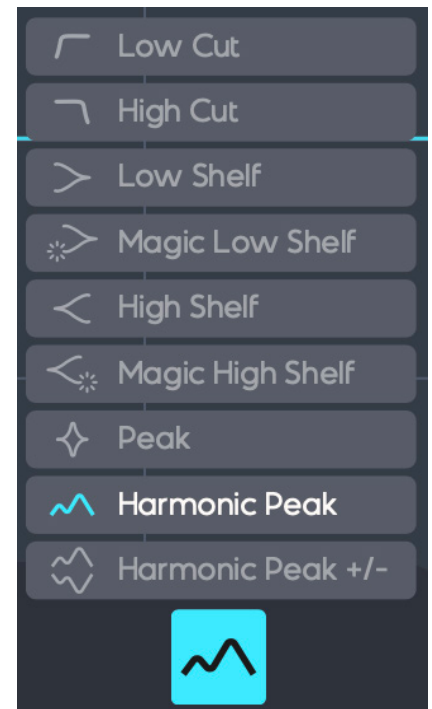 Low Cut
High Cut
Low Shelf
Magic Low Shelf
High Shelf
Magic High Shelf
Peak
Harmonic Peak
Harmonic Peak +/-